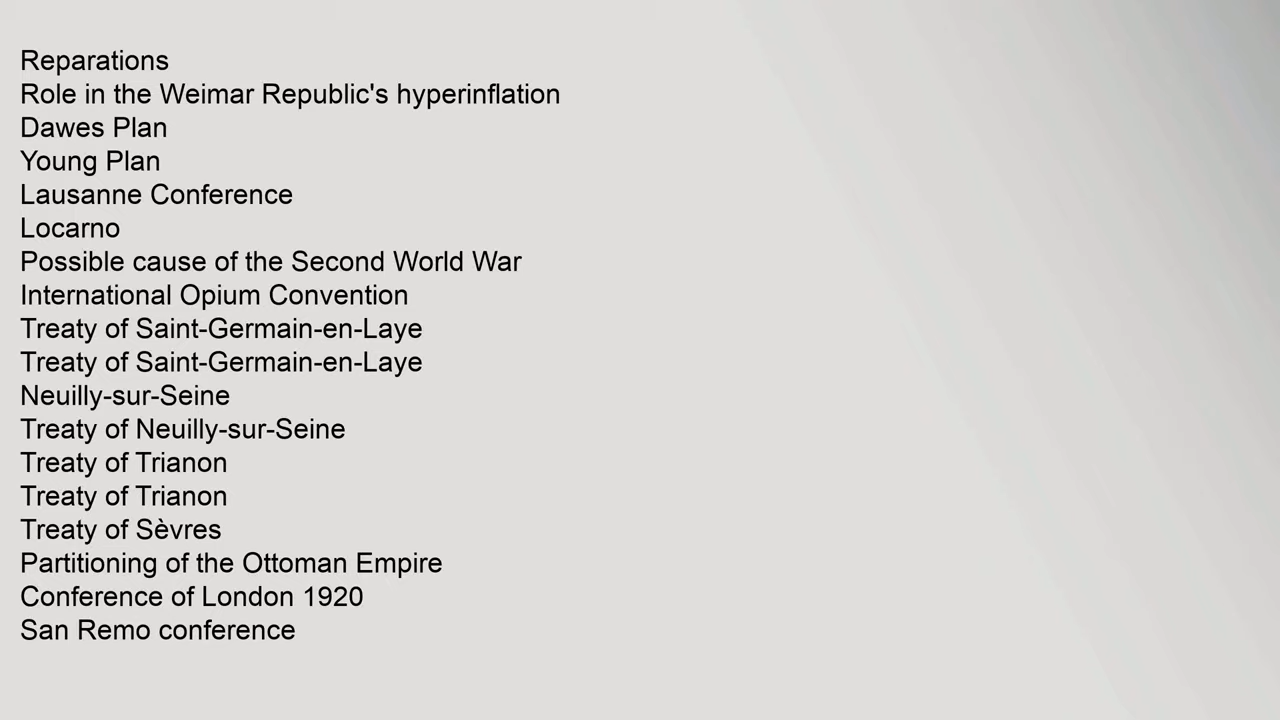 Reparations
Role in the Weimar Republic's hyperinflation
Dawes Plan
Young Plan
Lausanne Conference
Locarno
Possible cause of the Second World War
International Opium Convention
Treaty of Saint-Germain-en-Laye
Treaty of Saint-Germain-en-Laye
Neuilly-sur-Seine
Treaty of Neuilly-sur-Seine
Treaty of Trianon
Treaty of Trianon
Treaty of Sèvres
Partitioning of the Ottoman Empire
Conference of London 1920
San Remo conference